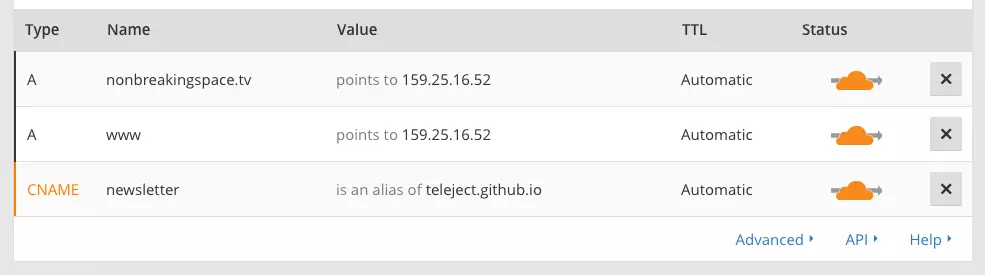 Type Name Value TTL Status
A nonbreakingspace.tv points to 159.25.16.52 Automatic
A www points to 159.25.16.52 Automatic
CNAME newsletter is an alias of teleject.github.io Automatic
Advanced API Help